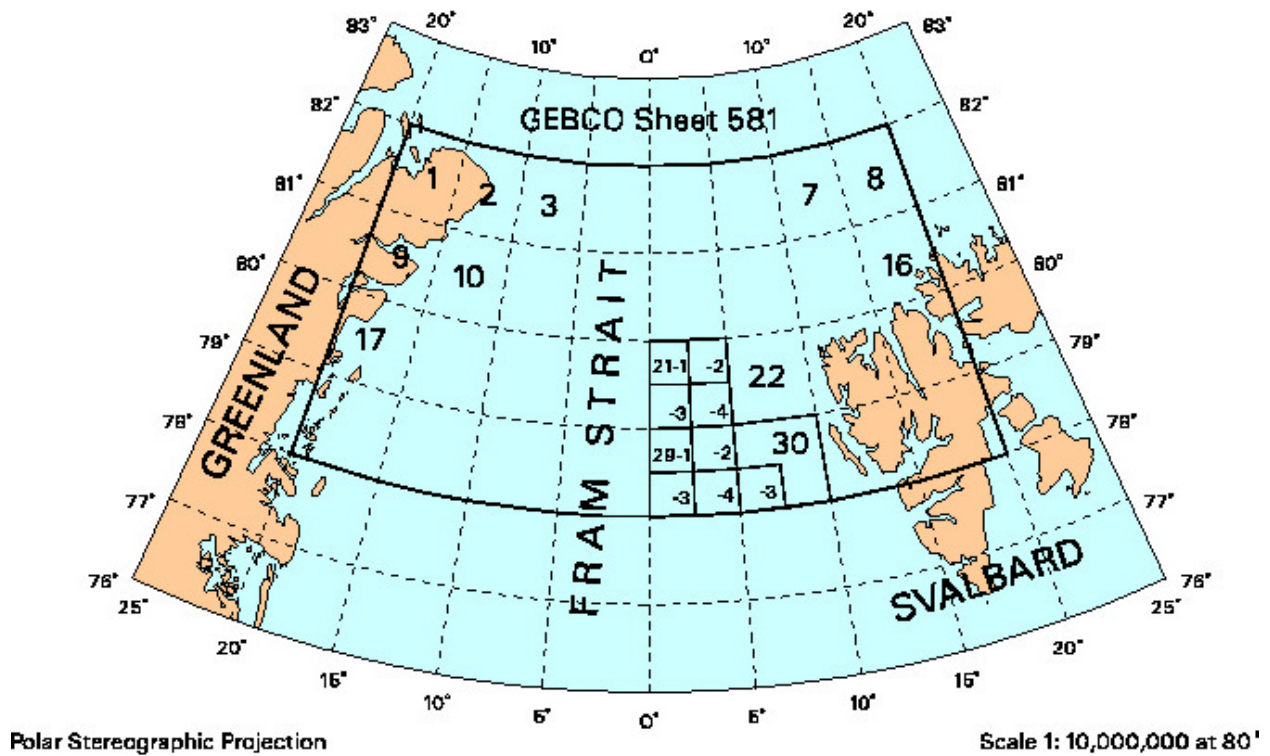 20° 10° 0° 10° 20°
83° 83°
82° 82°
GEBCO Sheet 581
81° 1 2 3 7 8 81°
80° 9 10 16 80°
79° 17 21-1 -2 22 79°
-3 -4
78° 29-1 -2 30 78°
77° -3 -4 -3 77°
GREENLAND
FRAM STRAIT
SVALBARD
76° 76°
25° 25°
20° 20°
15° 15°
10° 5° 0° 5° 10°
Polar Stereographic Projection
Scale 1: 10,000,000 at 80°